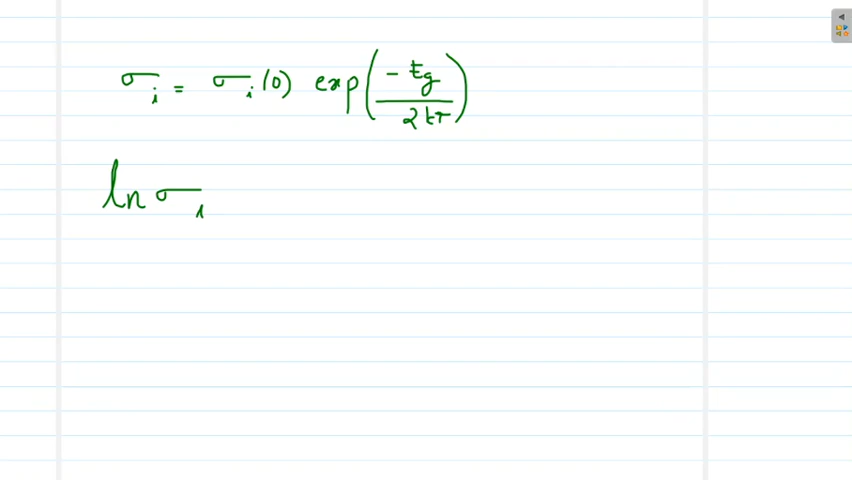 σi = σi(0) exp(-Eg/2kT)
ln σi